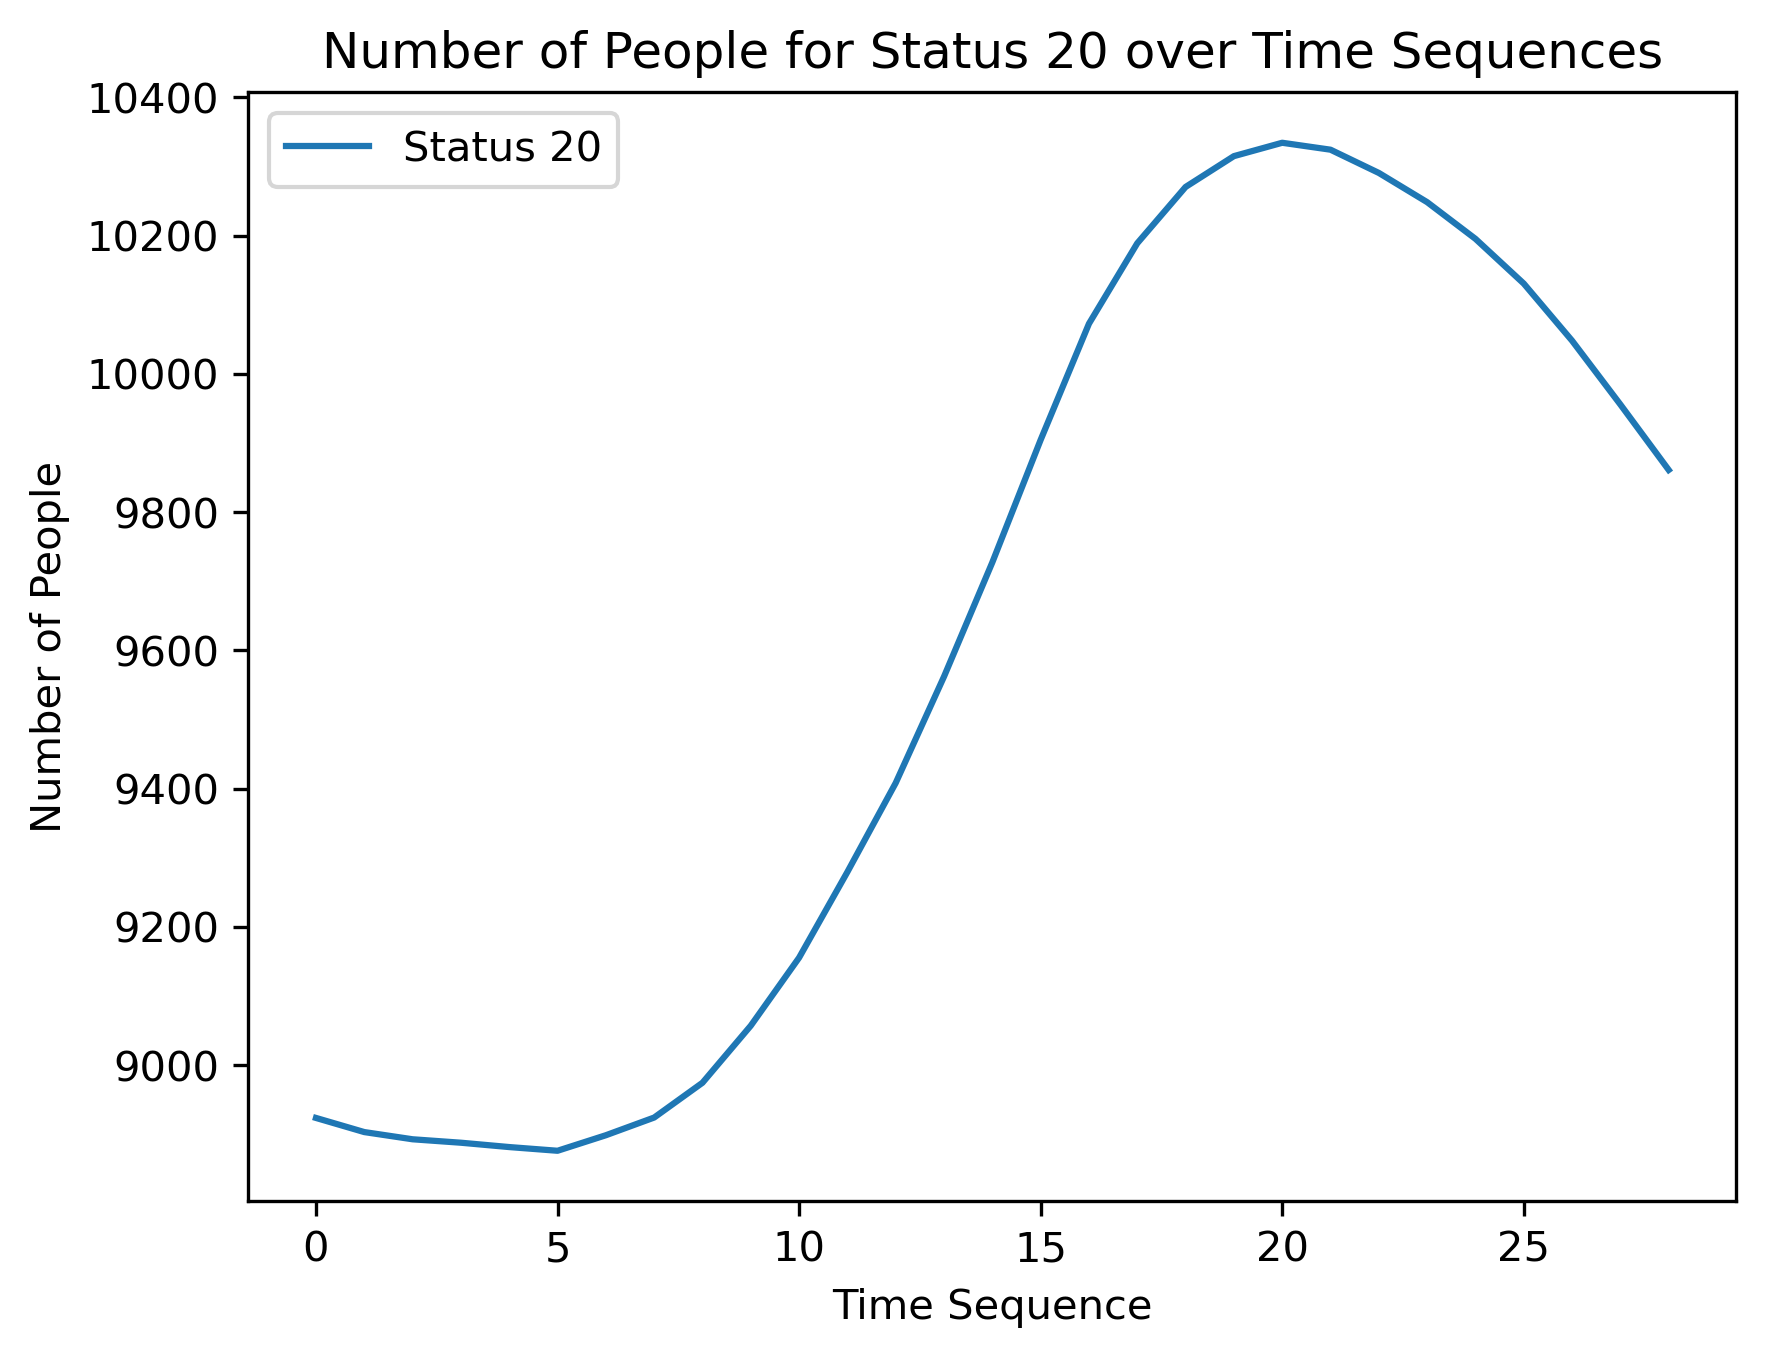 Number of People for Status 20 over Time Sequences
Status 20
Number of People
10400
10200
10000
9800
9600
9400
9200
9000
0 5 10 15 20 25
Time Sequence